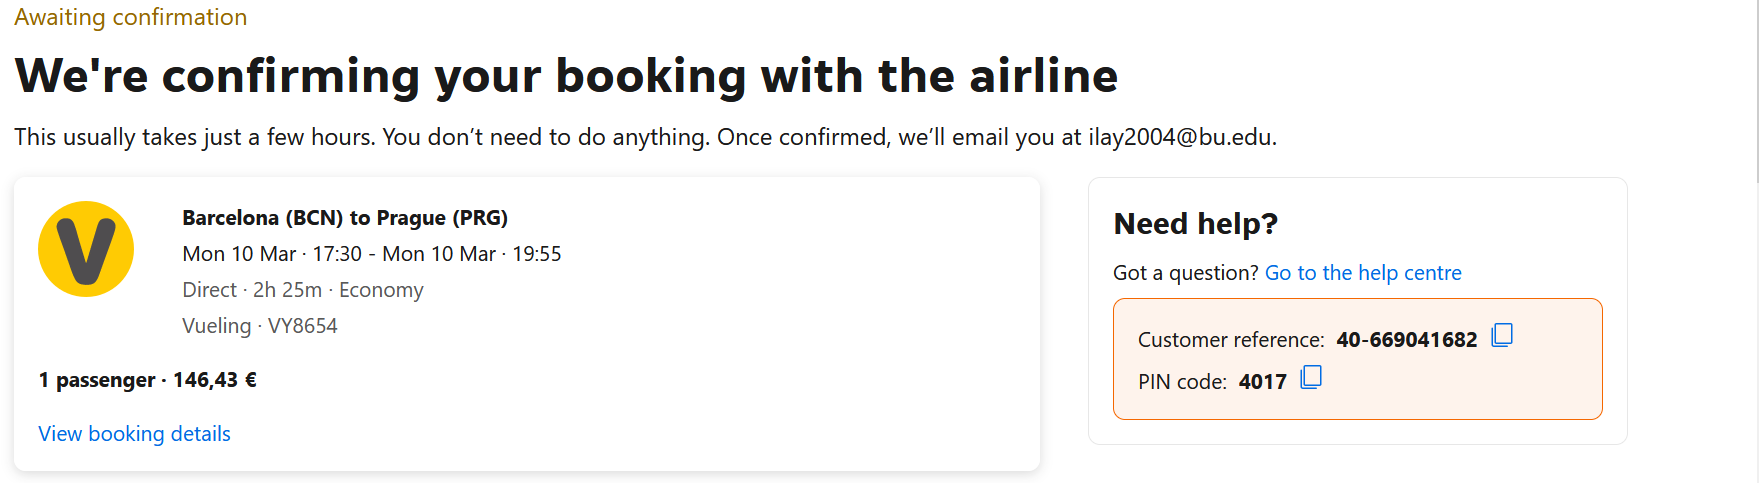 Awaiting confirmation
We're confirming your booking with the airline
This usually takes just a few hours. You don’t need to do anything. Once confirmed, we’ll email you at ilay2004@bu.edu.
V
Barcelona (BCN) to Prague (PRG)
Mon 10 Mar · 17:30 - Mon 10 Mar · 19:55
Direct · 2h 25m · Economy
Vueling · VY8654
1 passenger · 146,43 €
View booking details
Need help?
Got a question? Go to the help centre
Customer reference: 40-669041682
PIN code: 4017